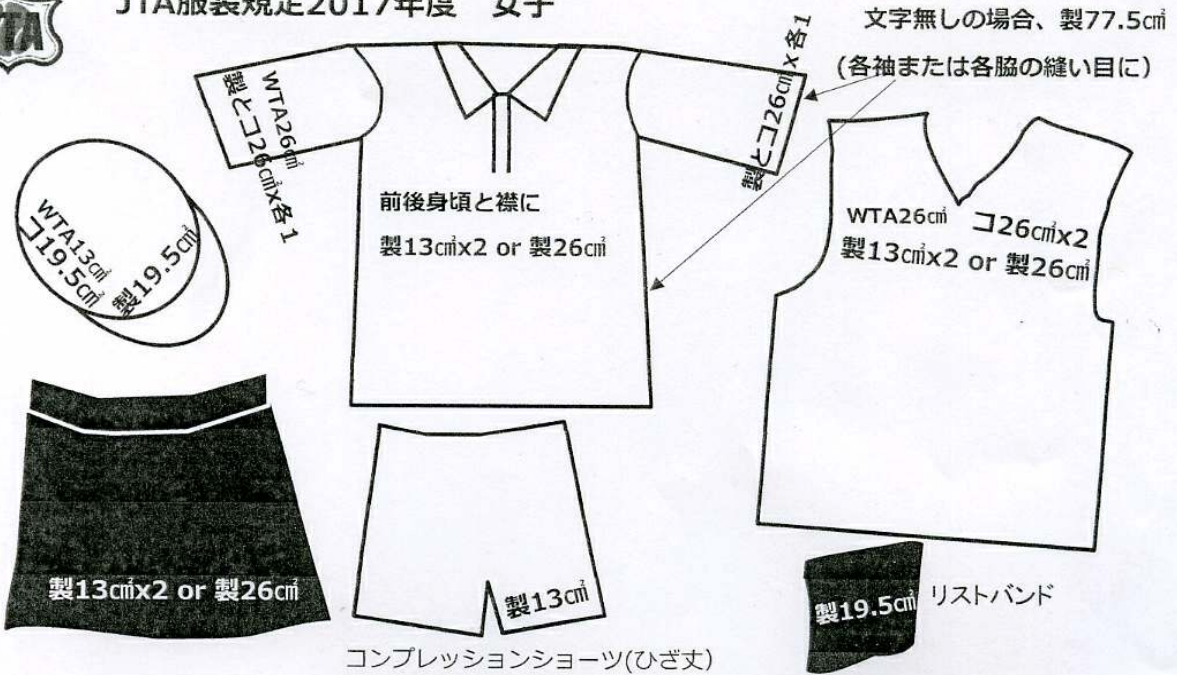 JTA服装規定2017年度 女子
TA
文字無しの場合、製77.5㎠
(各袖または各脇の縫い目に)
WTA26㎠
製とコ26㎠x各1
製とコ26㎠x各1
前後身頃と襟に
製13㎠x2 or 製26㎠
WTA26㎠ コ26㎠x2
製13㎠x2 or 製26㎠
WTA13㎠
コ19.5㎠
製19.5㎠
製13㎠x2 or 製26㎠
製13㎠
コンプレッションショーツ(ひざ丈)
製19.5㎠
リストバンド